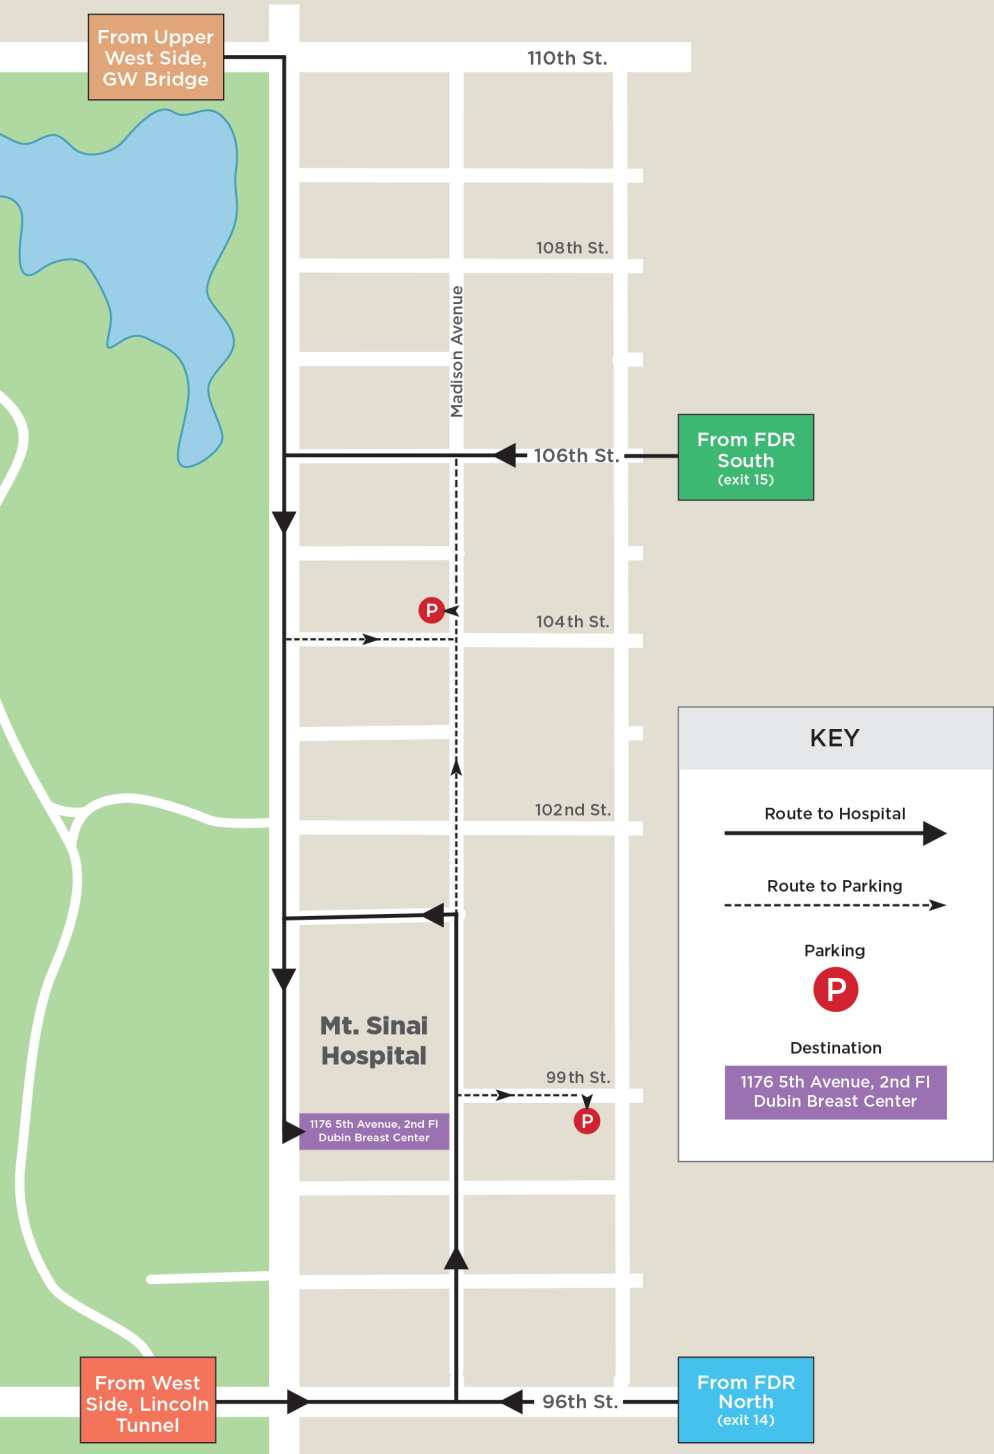 From Upper
West Side,
GW Bridge
110th St.
108th St.
Madison Avenue
106th St.
From FDR
South
(exit 15)
P
104th St.
KEY
102nd St.
Route to Hospital
Route to Parking
Parking
P
Mt. Sinai
Hospital
Destination
99th St.
1176 5th Avenue, 2nd Fl
Dubin Breast Center
P
1176 5th Avenue, 2nd Fl
Dubin Breast Center
From West
Side, Lincoln
Tunnel
96th St.
From FDR
North
(exit 14)